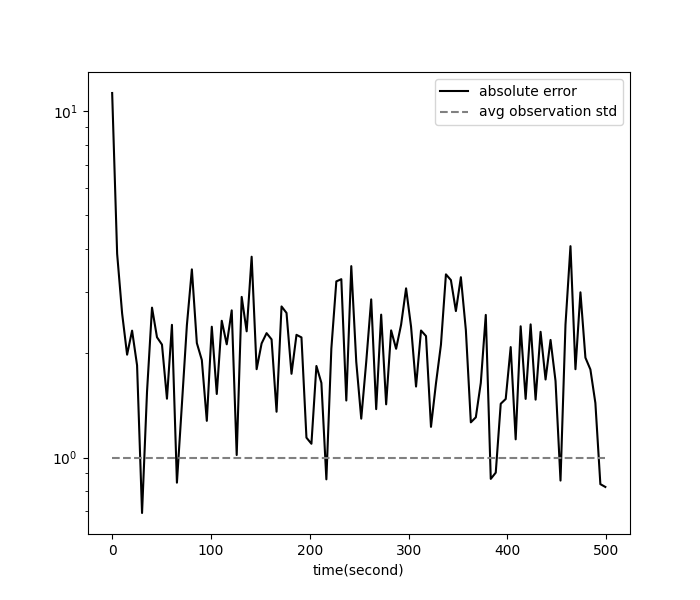 absolute error
avg observation std
10¹
10⁰
0 100 200 300 400 500
time(second)